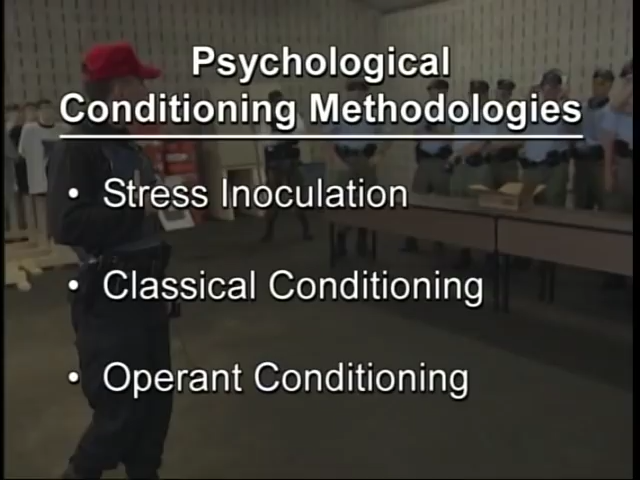 Psychological
Conditioning Methodologies
• Stress Inoculation
• Classical Conditioning
• Operant Conditioning